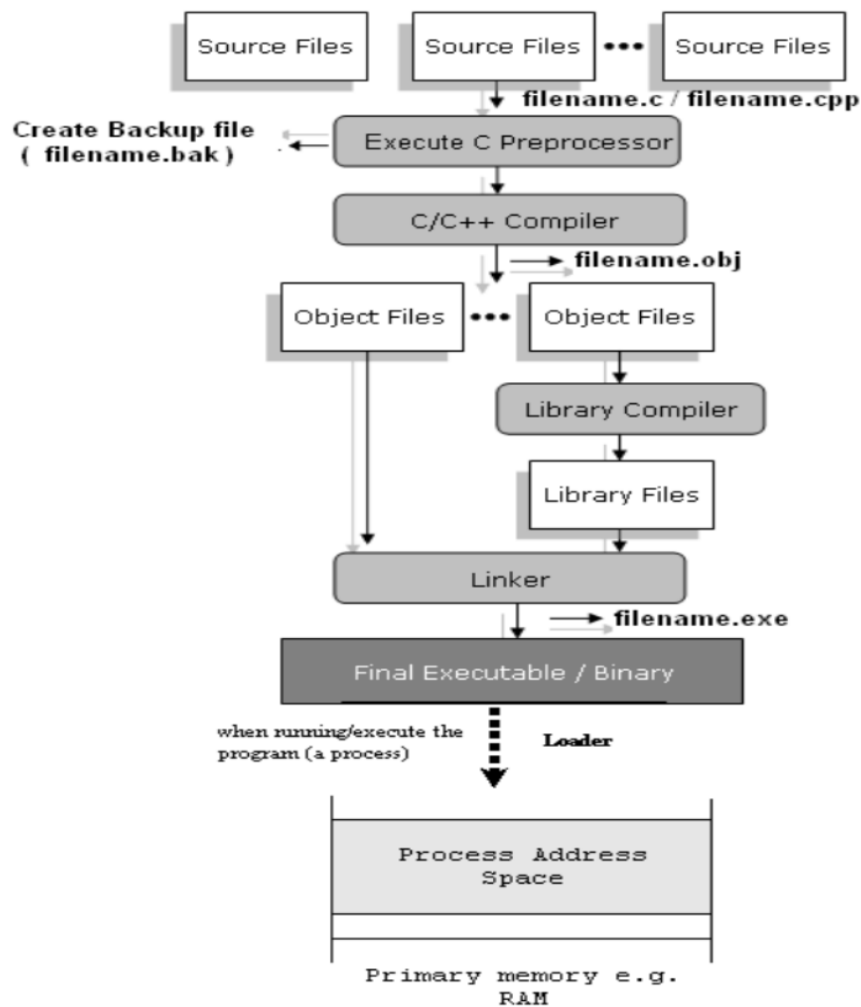 Source Files
Source Files
•••
Source Files
filename.c / filename.cpp
Create Backup file
( filename.bak )
Execute C Preprocessor
C/C++ Compiler
filename.obj
Object Files
•••
Object Files
Library Compiler
Library Files
Linker
filename.exe
Final Executable / Binary
when running/execute the
program (a process)
Loader
Process Address
Space
Primary memory e.g.
RAM